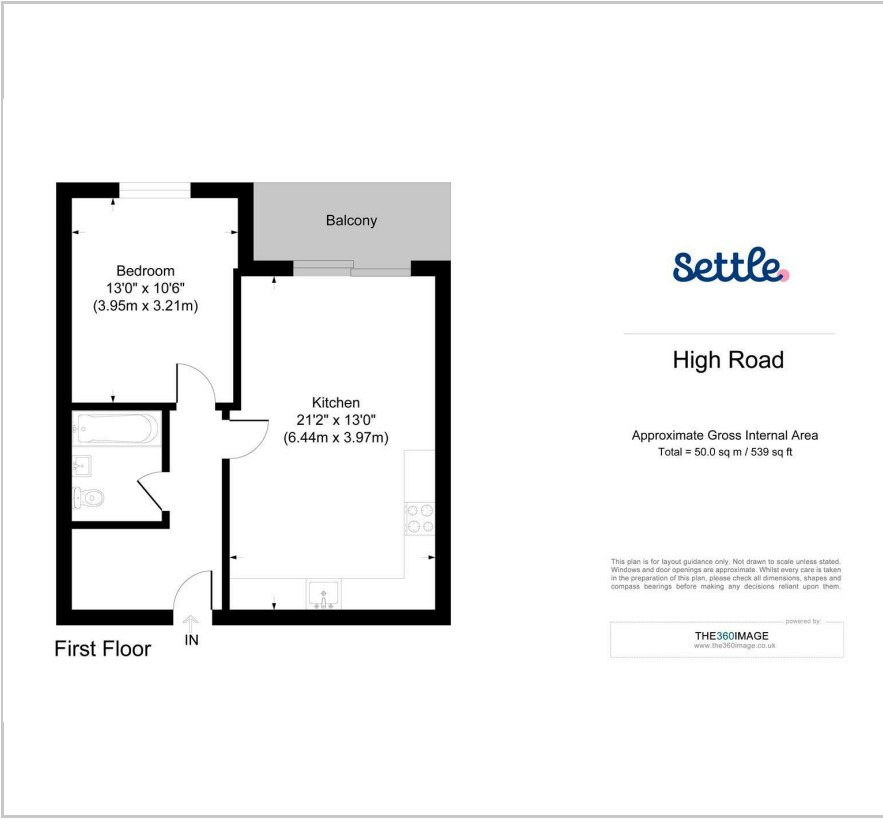 Balcony
Bedroom
13'0" x 10'6"
(3.95m x 3.21m)
Kitchen
21'2" x 13'0"
(6.44m x 3.97m)
IN
First Floor
Settle
High Road
Approximate Gross Internal Area
Total = 50.0 sq m / 539 sq ft
This plan is for layout guidance only. Not drawn to scale unless stated.
Windows and door openings are approximate. Whilst every care is taken
in the preparation of this plan, please check all dimensions, shapes and
compass bearings before making any decisions reliant upon them.
powered by
THE360IMAGE
www.the360image.co.uk